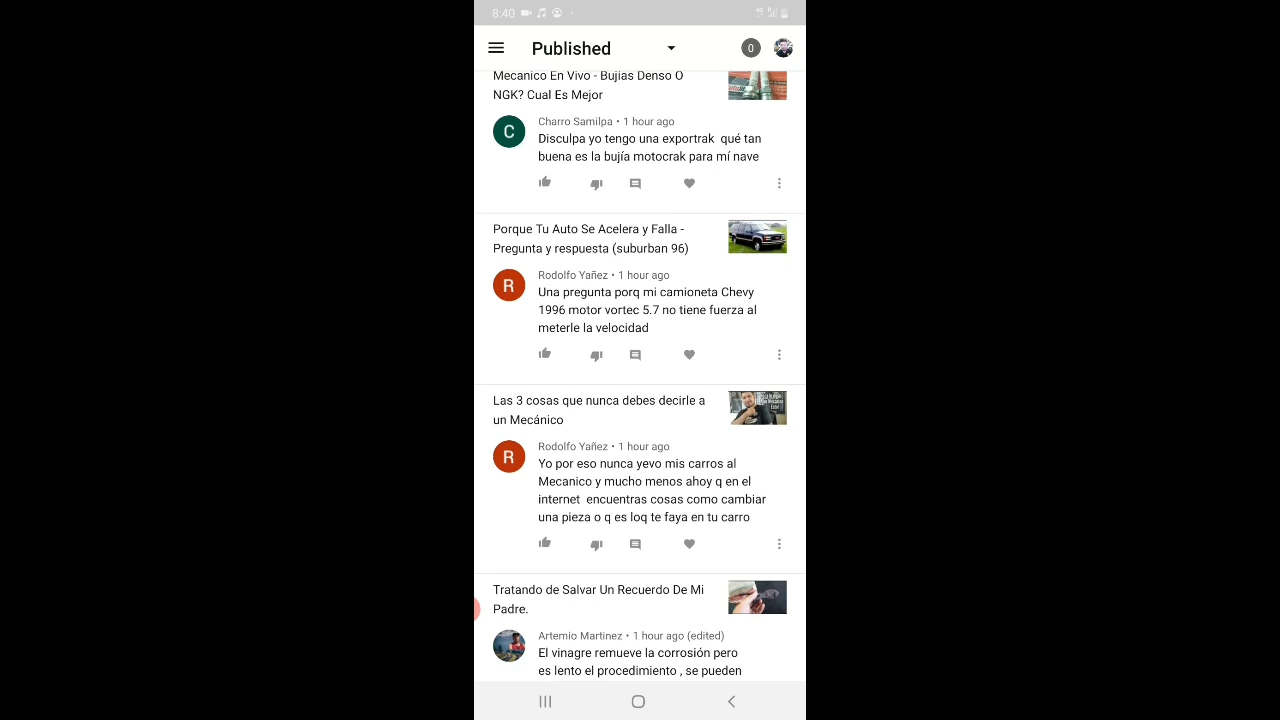 8:40
Published
0
Mecanico En Vivo - Bujias Denso O
NGK? Cual Es Mejor
C
Charro Samilpa • 1 hour ago
Disculpa yo tengo una exportrak qué tan
buena es la bujía motocrak para mí nave
Porque Tu Auto Se Acelera y Falla -
Pregunta y respuesta (suburban 96)
R
Rodolfo Yañez • 1 hour ago
Una pregunta porq mi camioneta Chevy
1996 motor vortec 5.7 no tiene fuerza al
meterle la velocidad
Las 3 cosas que nunca debes decirle a
un Mecánico
R
Rodolfo Yañez • 1 hour ago
Yo por eso nunca yevo mis carros al
Mecanico y mucho menos ahoy q en el
internet encuentras cosas como cambiar
una pieza o q es loq te faya en tu carro
Tratando de Salvar Un Recuerdo De Mi
Padre.
Artemio Martinez • 1 hour ago (edited)
El vinagre remueve la corrosión pero
es lento el procedimiento , se pueden